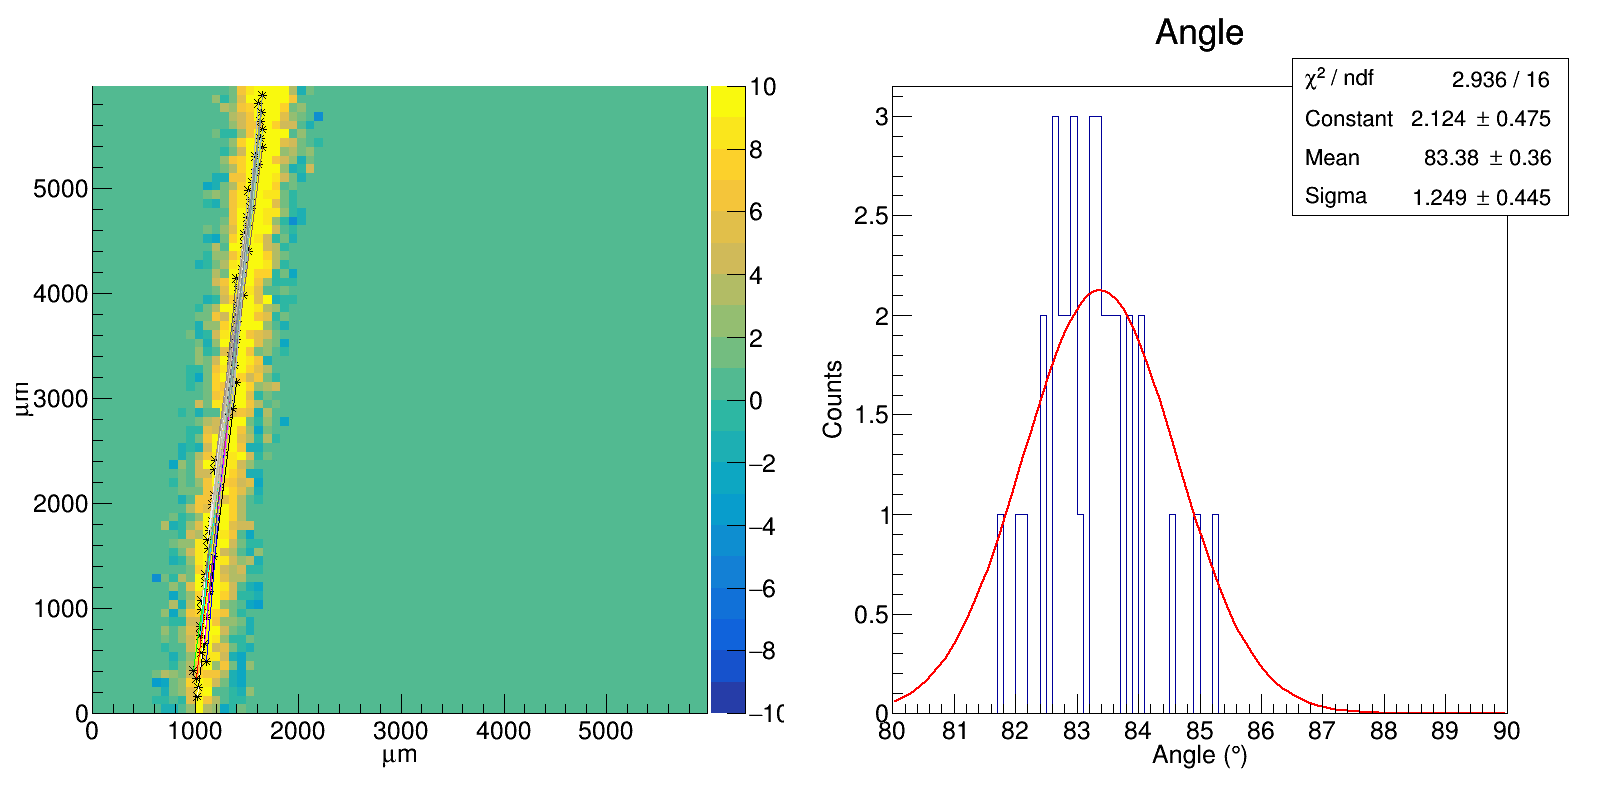 Angle
χ² / ndf 2.936 / 16
Constant 2.124 ± 0.475
Mean 83.38 ± 0.36
Sigma 1.249 ± 0.445
5000
4000
3000
2000
1000
0
μm
0 1000 2000 3000 4000 5000
μm
10
8
6
4
2
0
−2
−4
−6
−8
−10
3
2.5
2
1.5
1
0.5
0
Counts
80 81 82 83 84 85 86 87 88 89 90
Angle (°)